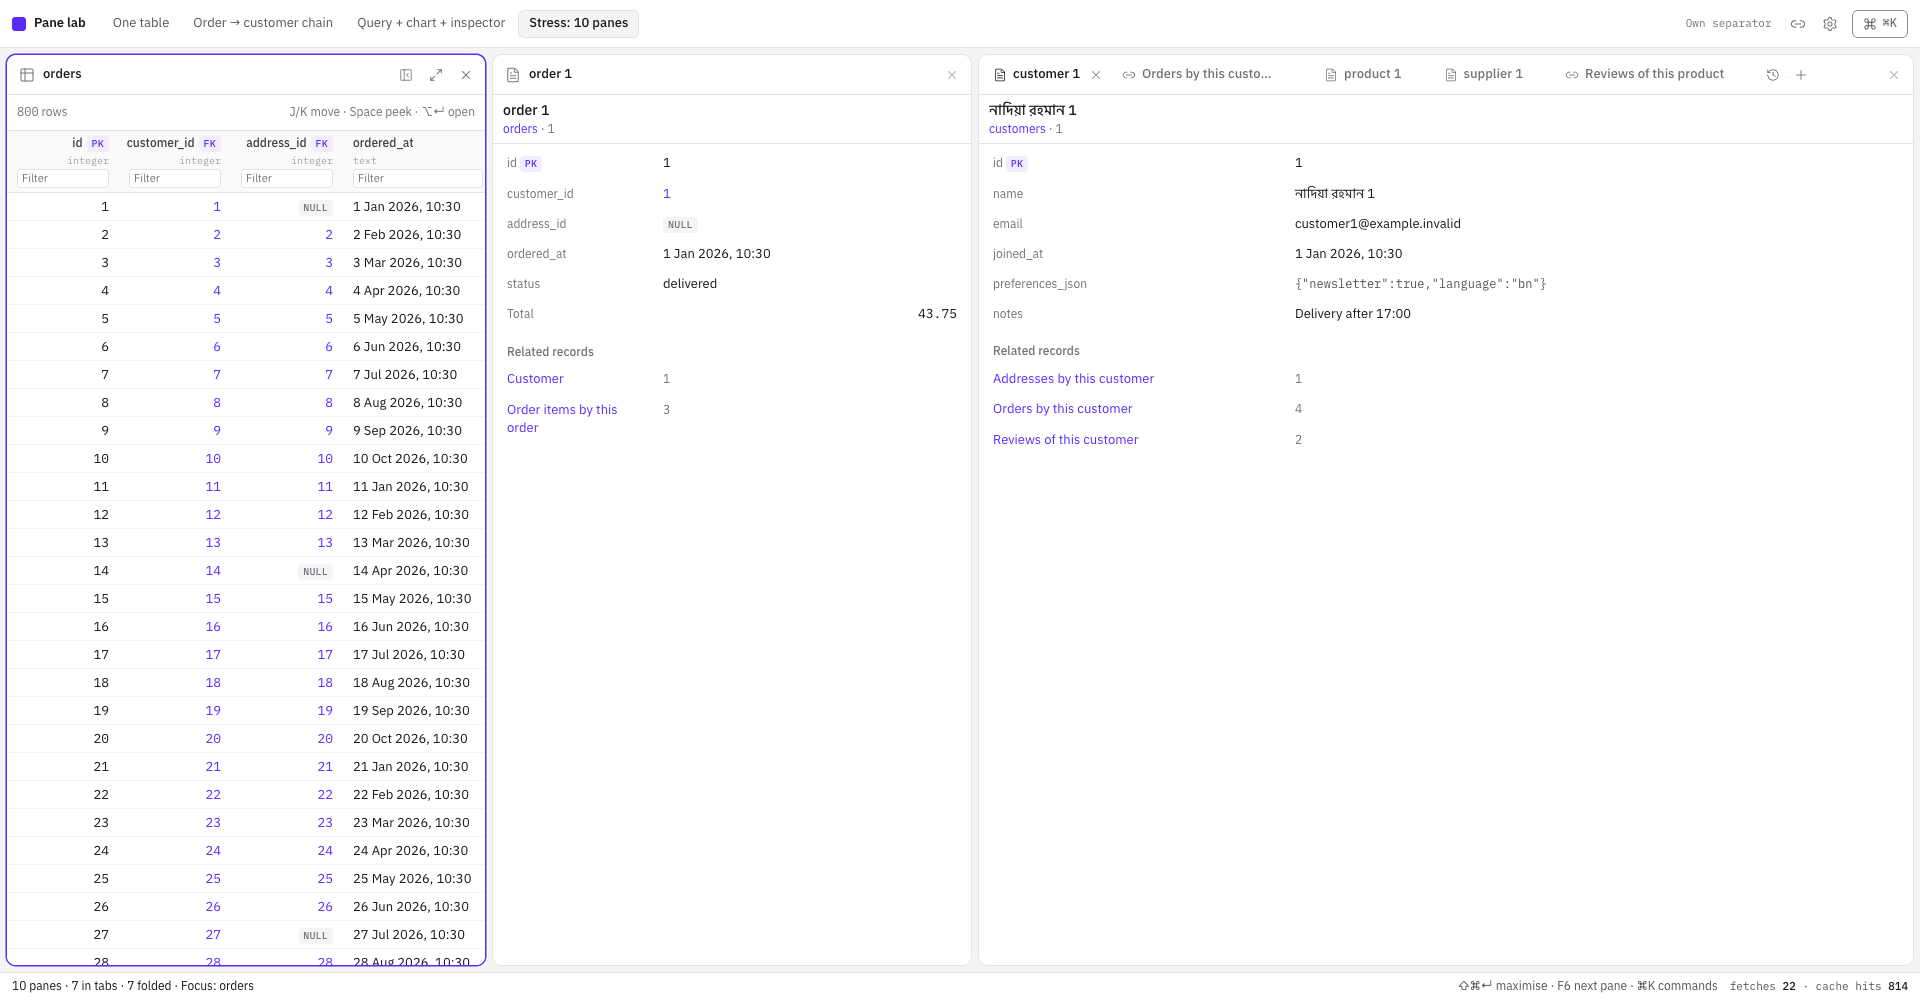 Pane lab One table Order → customer chain Query + chart + inspector Stress: 10 panes Own separator ⌘ ⌘K
orders
800 rows J/K move · Space peek · ⌥↵ open
id PK customer_id FK address_id FK ordered_at
integer integer integer text
Filter Filter Filter Filter
1 1 NULL 1 Jan 2026, 10:30
2 2 2 2 Feb 2026, 10:30
3 3 3 3 Mar 2026, 10:30
4 4 4 4 Apr 2026, 10:30
5 5 5 5 May 2026, 10:30
6 6 6 6 Jun 2026, 10:30
7 7 7 7 Jul 2026, 10:30
8 8 8 8 Aug 2026, 10:30
9 9 9 9 Sep 2026, 10:30
10 10 10 10 Oct 2026, 10:30
11 11 11 11 Jan 2026, 10:30
12 12 12 12 Feb 2026, 10:30
13 13 13 13 Mar 2026, 10:30
14 14 NULL 14 Apr 2026, 10:30
15 15 15 15 May 2026, 10:30
16 16 16 16 Jun 2026, 10:30
17 17 17 17 Jul 2026, 10:30
18 18 18 18 Aug 2026, 10:30
19 19 19 19 Sep 2026, 10:30
20 20 20 20 Oct 2026, 10:30
21 21 21 21 Jan 2026, 10:30
22 22 22 22 Feb 2026, 10:30
23 23 23 23 Mar 2026, 10:30
24 24 24 24 Apr 2026, 10:30
25 25 25 25 May 2026, 10:30
26 26 26 26 Jun 2026, 10:30
27 27 NULL 27 Jul 2026, 10:30
28 28 28 28 Aug 2026, 10:30
order 1
order 1
orders · 1
id PK 1
customer_id 1
address_id NULL
ordered_at 1 Jan 2026, 10:30
status delivered
Total 43.75
Related records
Customer 1
Order items by this 3
order
customer 1 Orders by this custo... product 1 supplier 1 Reviews of this product
নাদিয়া রহমান 1
customers · 1
id PK 1
name নাদিয়া রহমান 1
email customer1@example.invalid
joined_at 1 Jan 2026, 10:30
preferences_json {"newsletter":true,"language":"bn"}
notes Delivery after 17:00
Related records
Addresses by this customer 1
Orders by this customer 4
Reviews of this customer 2
10 panes · 7 in tabs · 7 folded · Focus: orders ⇧⌘↵ maximise · F6 next pane · ⌘K commands fetches 22 · cache hits 814